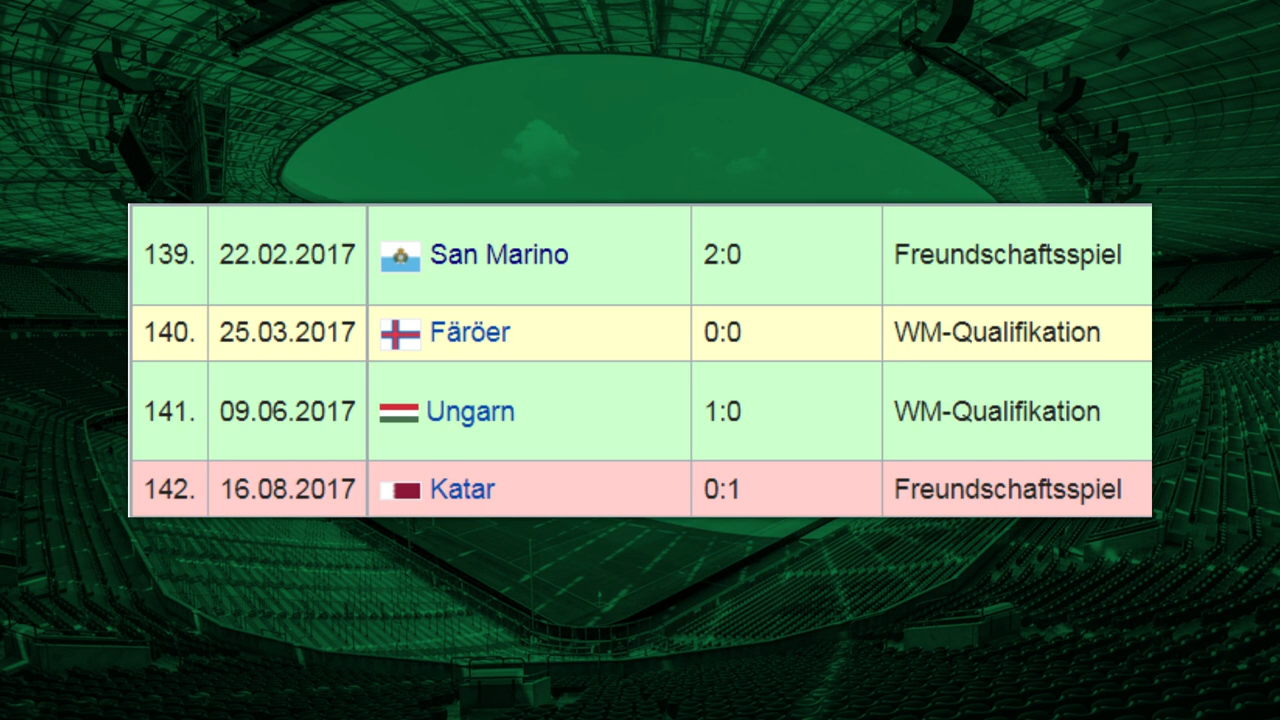 139. 22.02.2017 San Marino 2:0 Freundschaftsspiel
140. 25.03.2017 Färöer 0:0 WM-Qualifikation
141. 09.06.2017 Ungarn 1:0 WM-Qualifikation
142. 16.08.2017 Katar 0:1 Freundschaftsspiel